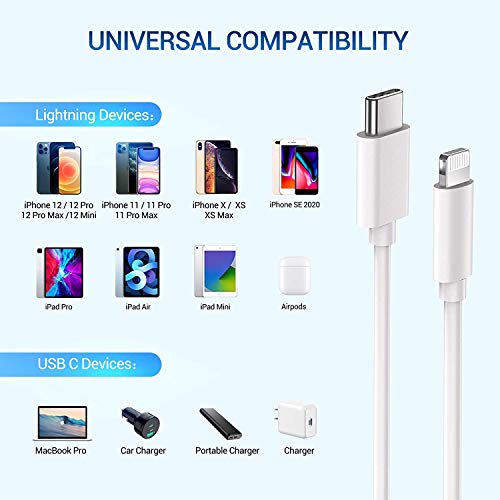 UNIVERSAL COMPATIBILITY
Lightning Devices:
iPhone 12 / 12 Pro
12 Pro Max /12 Mini
iPhone 11 / 11 Pro
11 Pro Max
iPhone X / XS
XS Max
iPhone SE 2020
iPad Pro
iPad Air
iPad Mini
Airpods
USB C Devices:
MacBook Pro
Car Charger
Portable Charger
Charger